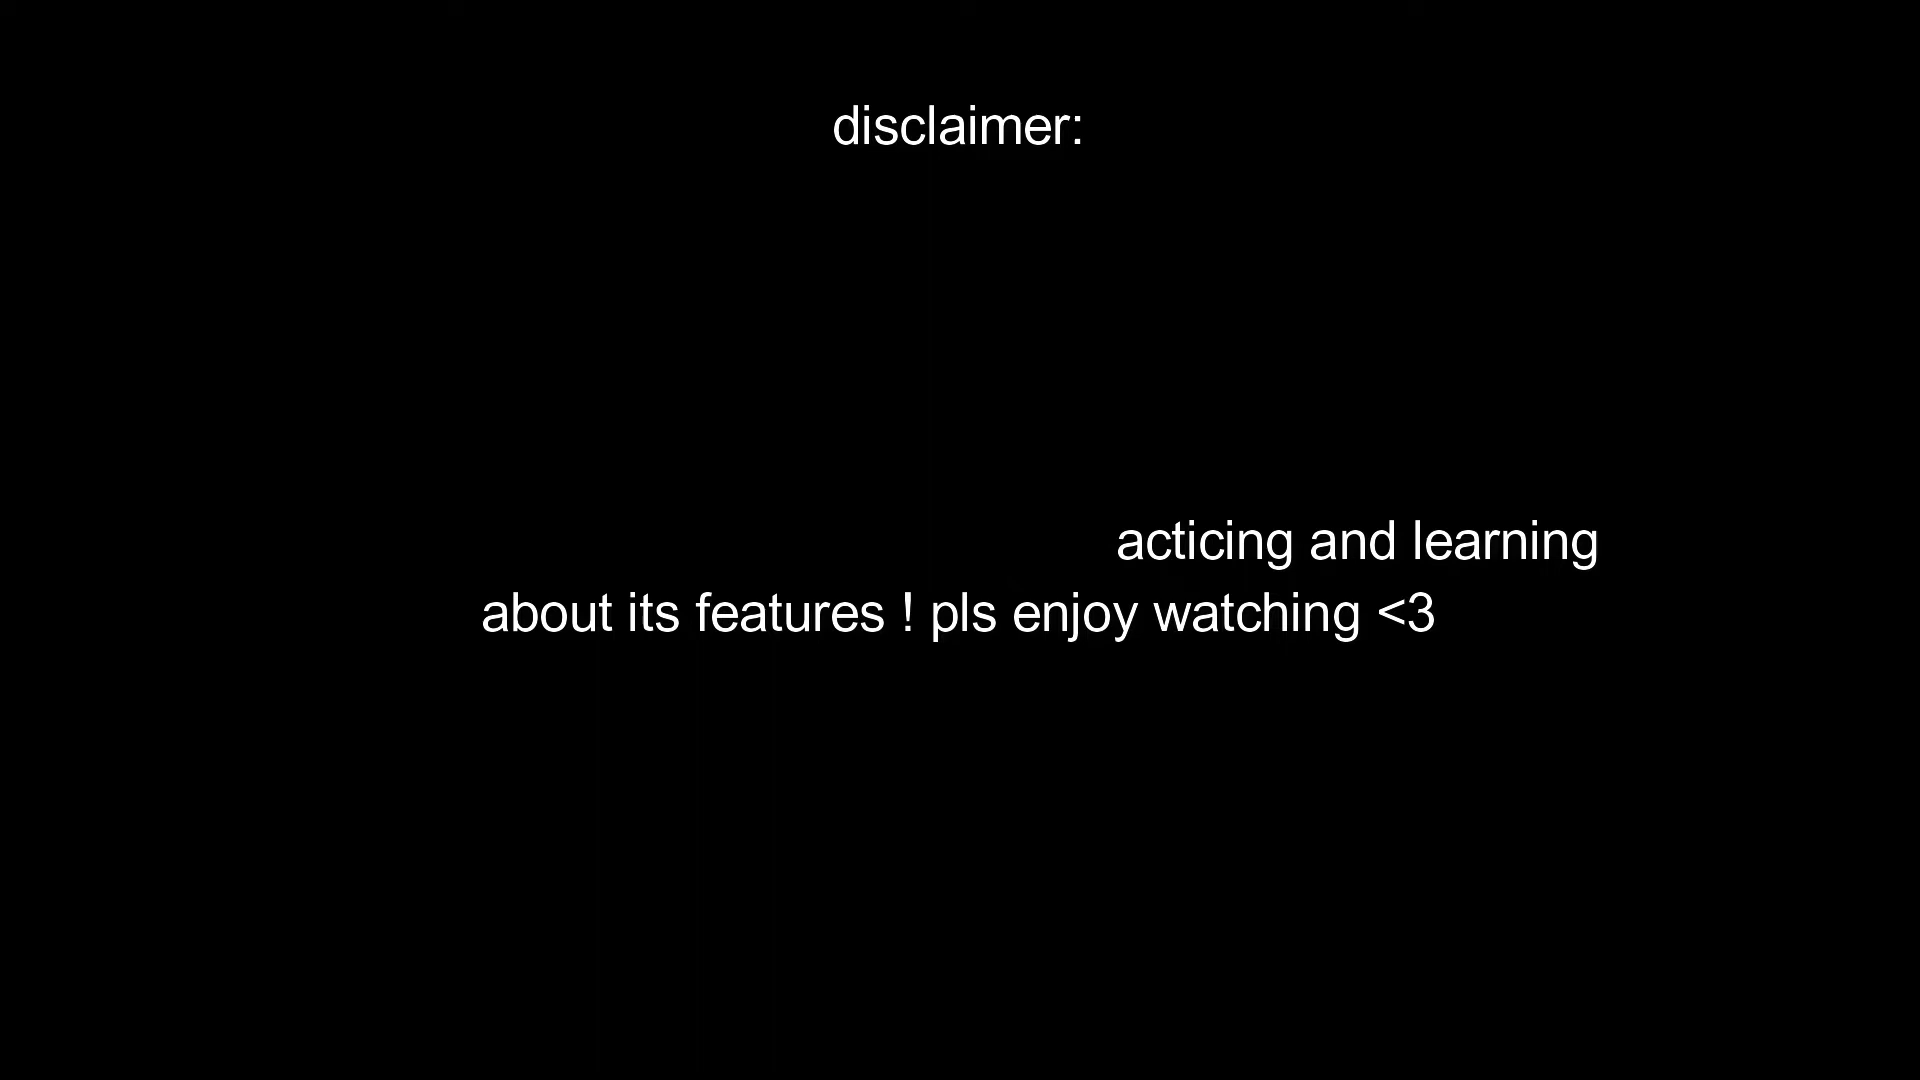 disclaimer:
acticing and learning
about its features ! pls enjoy watching <3